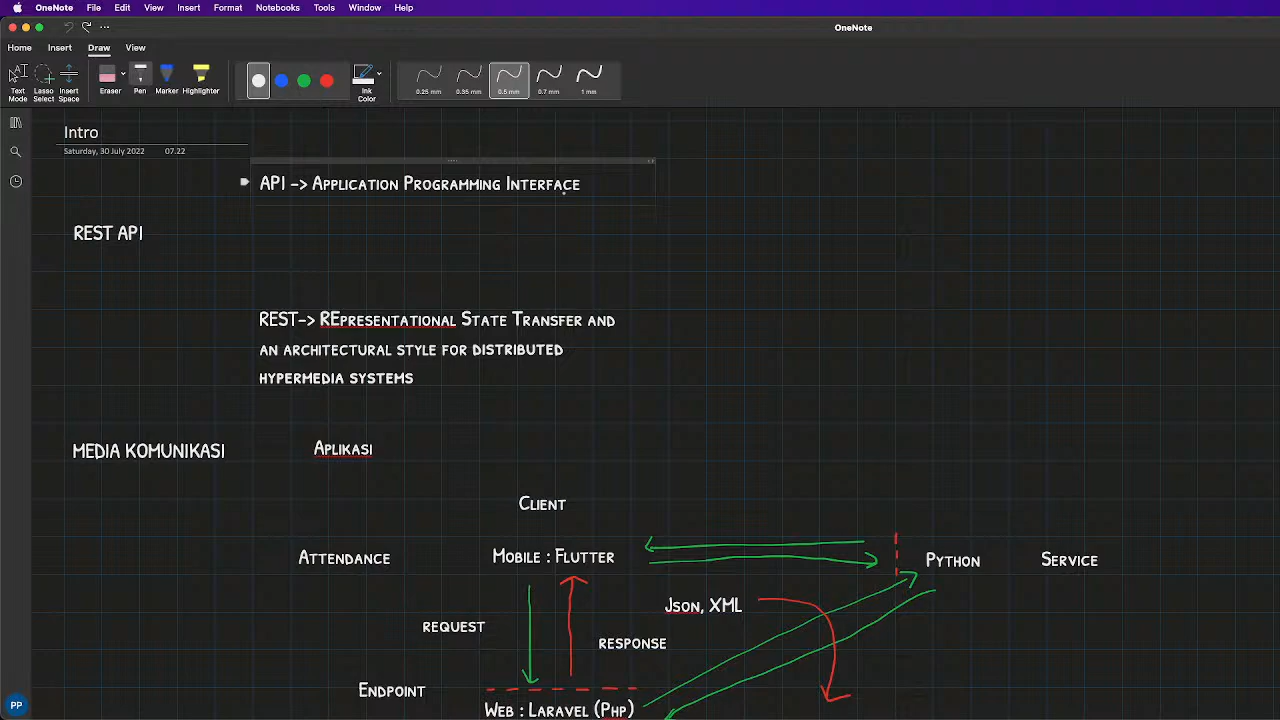 OneNote File Edit View Insert Format Notebooks Tools Window Help
OneNote
Home Insert Draw View
Text Mode
Lasso Select
Insert Space
Eraser
Pen
Marker
Highlighter
Ink Color
0.25 mm
0.35 mm
0.5 mm
0.7 mm
1 mm
Intro
Saturday, 30 July 2022 07.22
API -> Application Programming Interface
REST API
REST-> REpresentational State Transfer and
an architectural style for distributed
hypermedia systems
MEDIA KOMUNIKASI Aplikasi
Client
Attendance Mobile : Flutter Python Service
Json, XML
request
response
Endpoint
Web : Laravel (Php)
PP